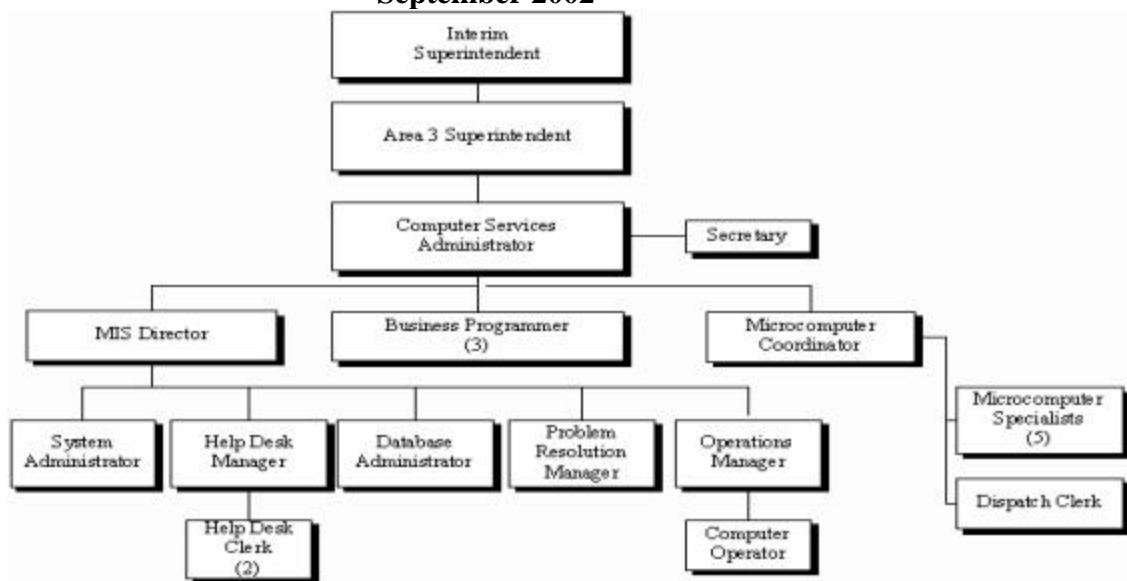 September 2002
Interim
Superintendent
Area 3 Superintendent
Computer Services
Administrator
Secretary
MIS Director
Business Programmer
(3)
Microcomputer
Coordinator
System
Administrator
Help Desk
Manager
Database
Administrator
Problem
Resolution
Manager
Operations
Manager
Microcomputer
Specialists
(5)
Dispatch Clerk
Help Desk
Clerk
(2)
Computer
Operator